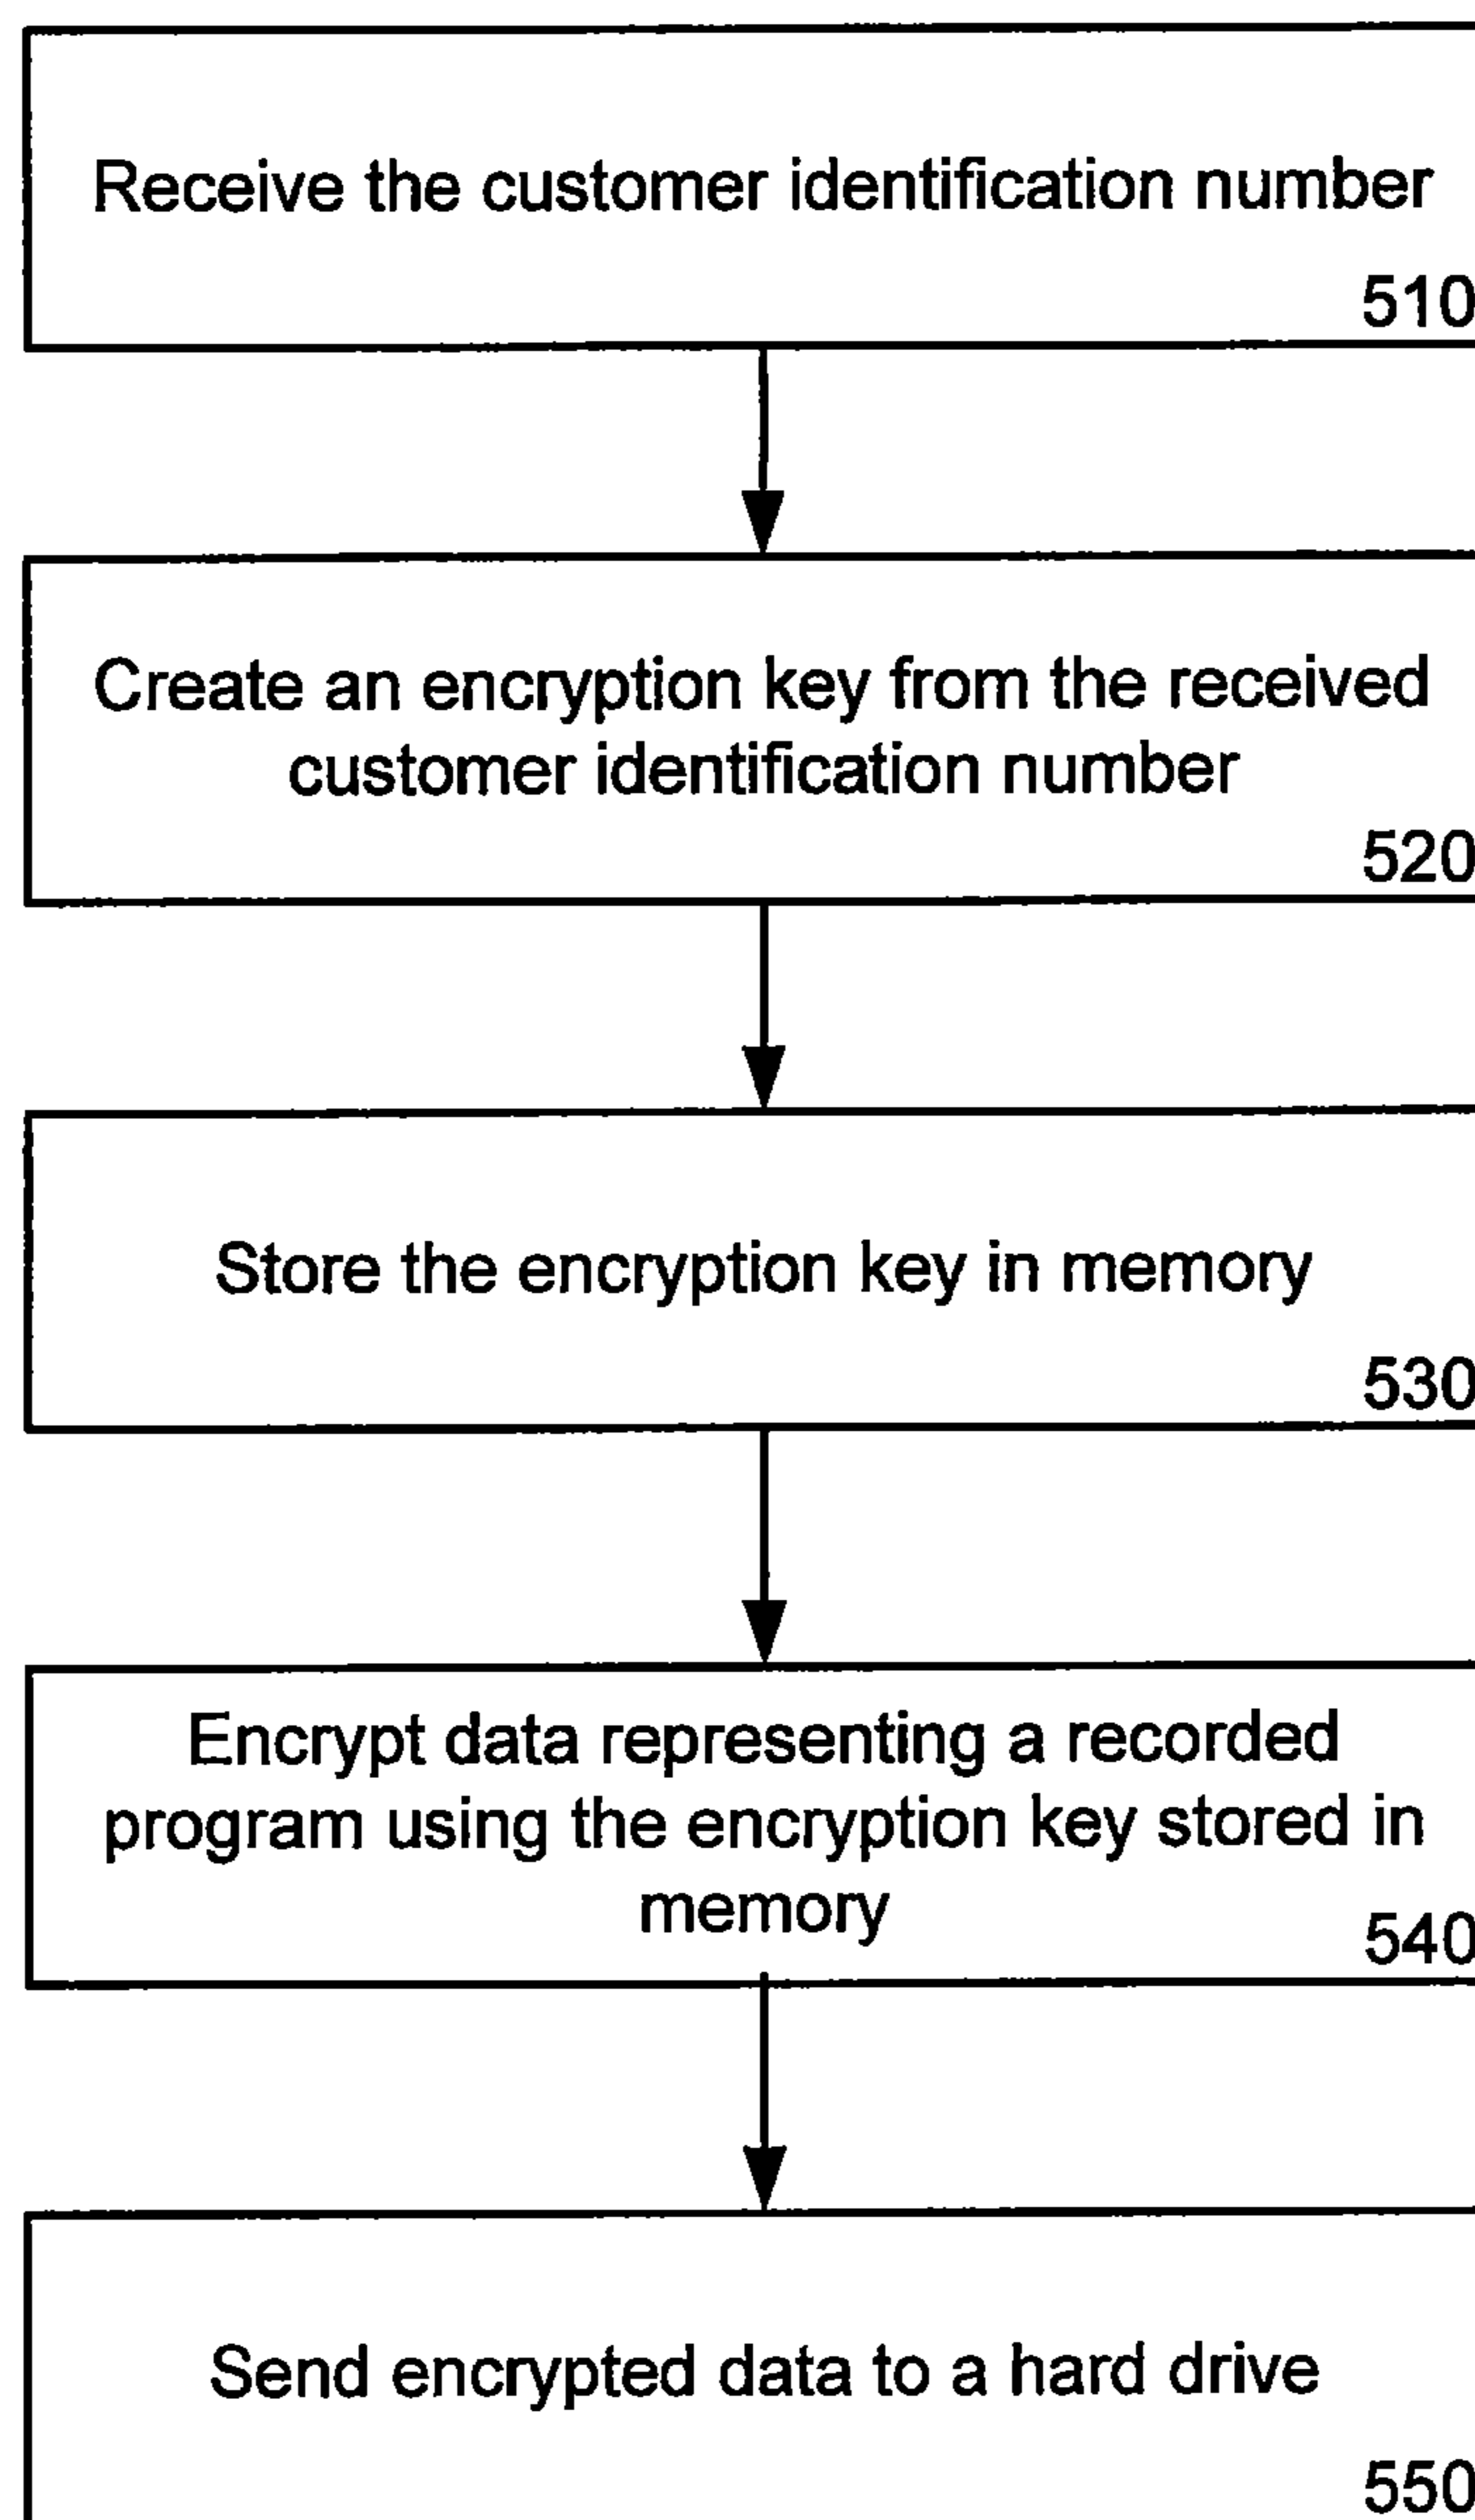 Receive the customer identification number
510
Create an encryption key from the received
customer identification number
520
Store the encryption key in memory
530
Encrypt data representing a recorded
program using the encryption key stored in
memory
540
Send encrypted data to a hard drive
550